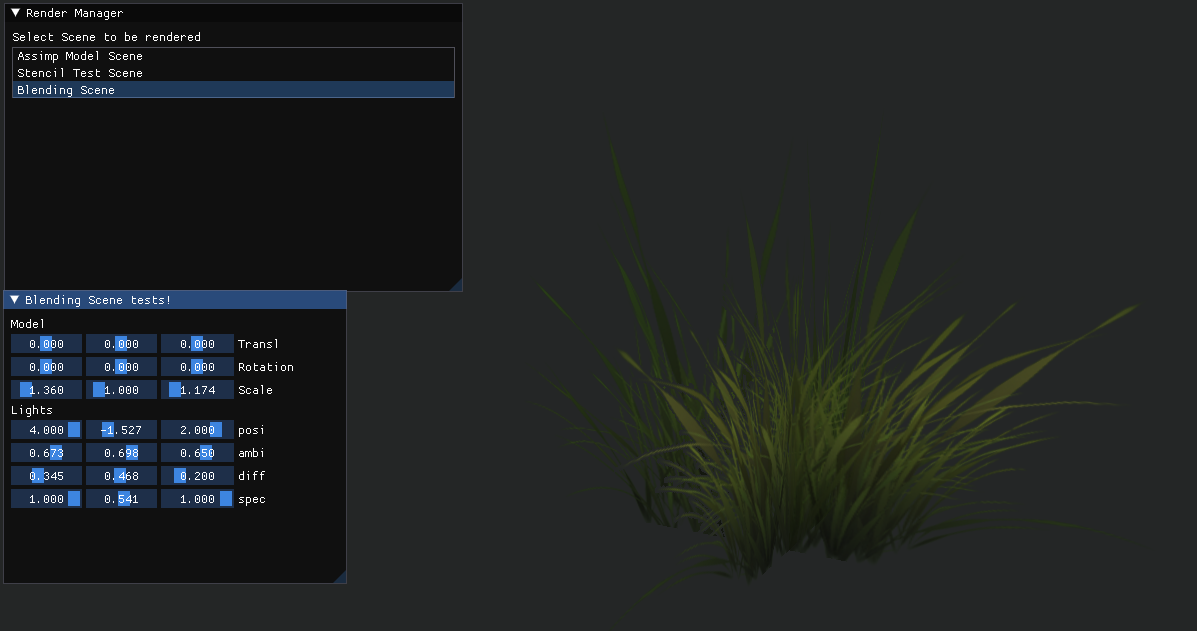 Render Manager
Select Scene to be rendered
Assimp Model Scene
Stencil Test Scene
Blending Scene
Blending Scene tests!
Model
0.000 0.000 0.000 Transl
0.000 0.000 0.000 Rotation
1.360 1.000 1.174 Scale
Lights
4.000 -1.527 2.000 posi
0.673 0.698 0.650 ambi
0.345 0.468 0.200 diff
1.000 0.541 1.000 spec